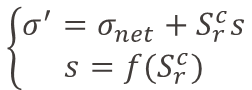 σ′ = σ_net + S_r^c s
s = f(S_r^c)